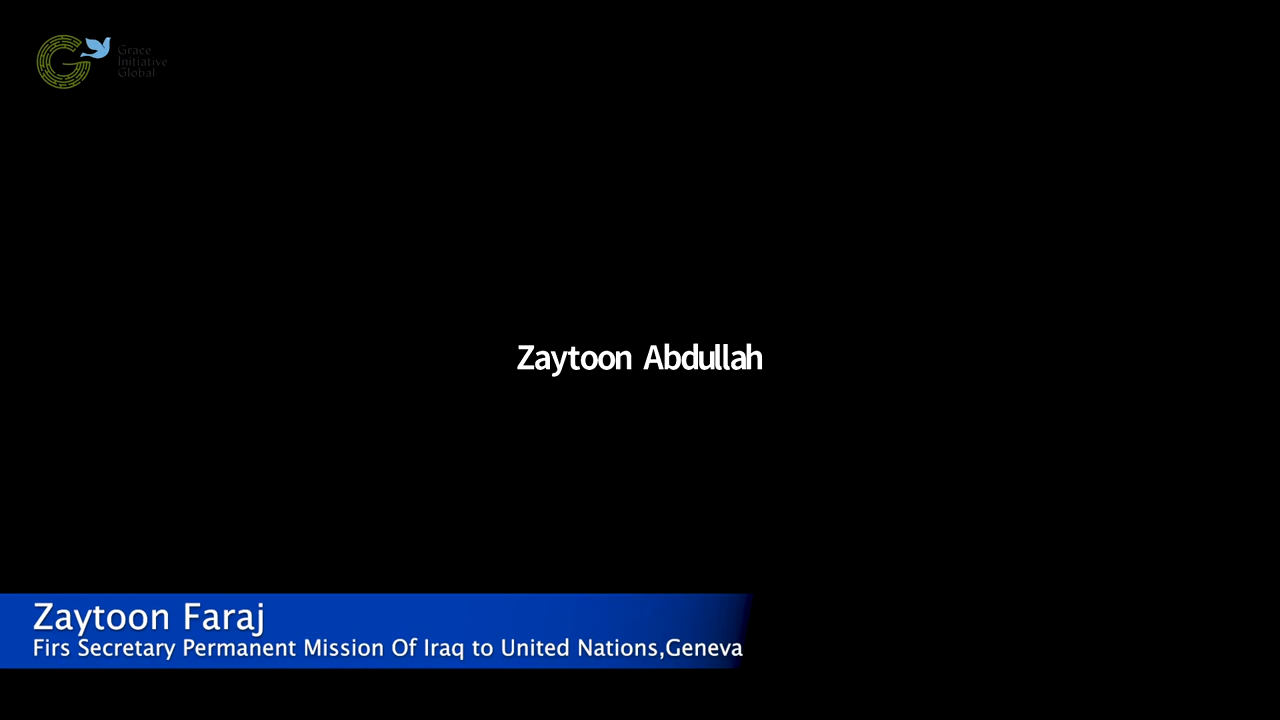 Grace
Initiative
Global
Zaytoon Abdullah
Zaytoon Faraj
Firs Secretary Permanent Mission Of Iraq to United Nations,Geneva